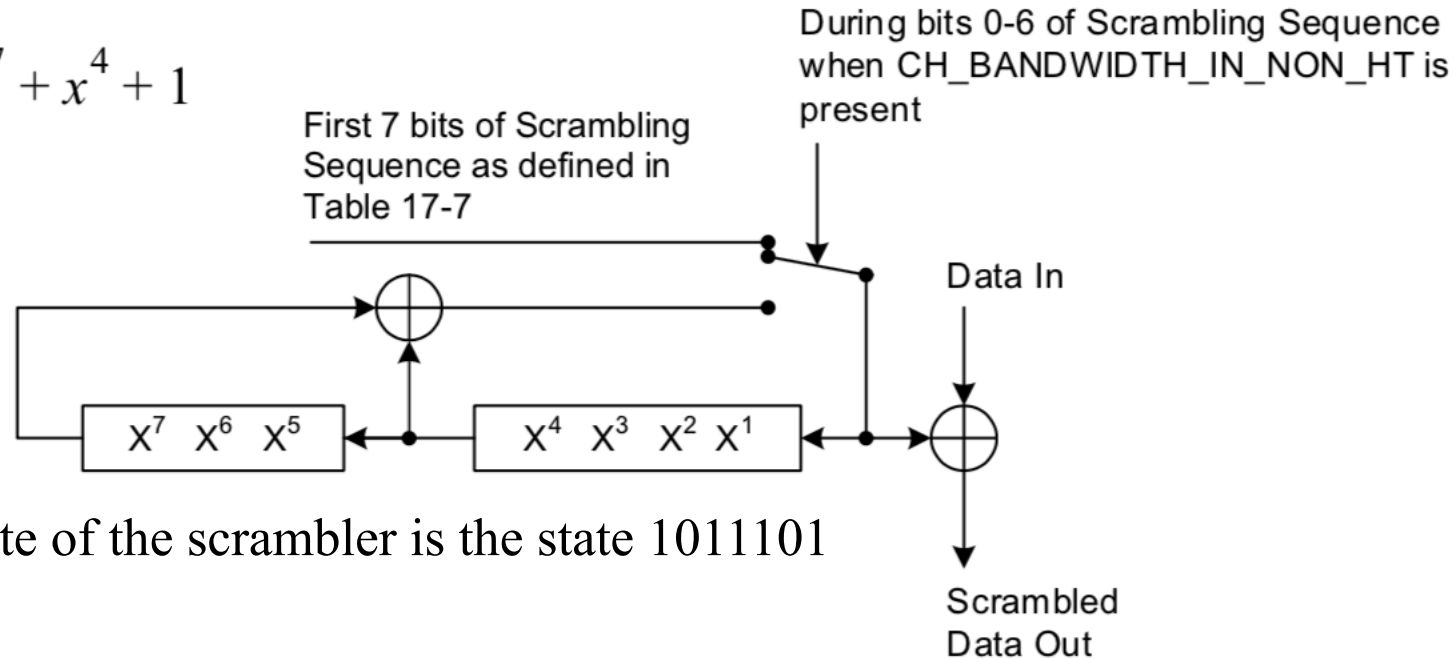 + x⁴ + 1
During bits 0-6 of Scrambling Sequence
when CH_BANDWIDTH_IN_NON_HT is
present
First 7 bits of Scrambling
Sequence as defined in
Table 17-7
Data In
X⁷ X⁶ X⁵
X⁴ X³ X² X¹
te of the scrambler is the state 1011101
Scrambled
Data Out